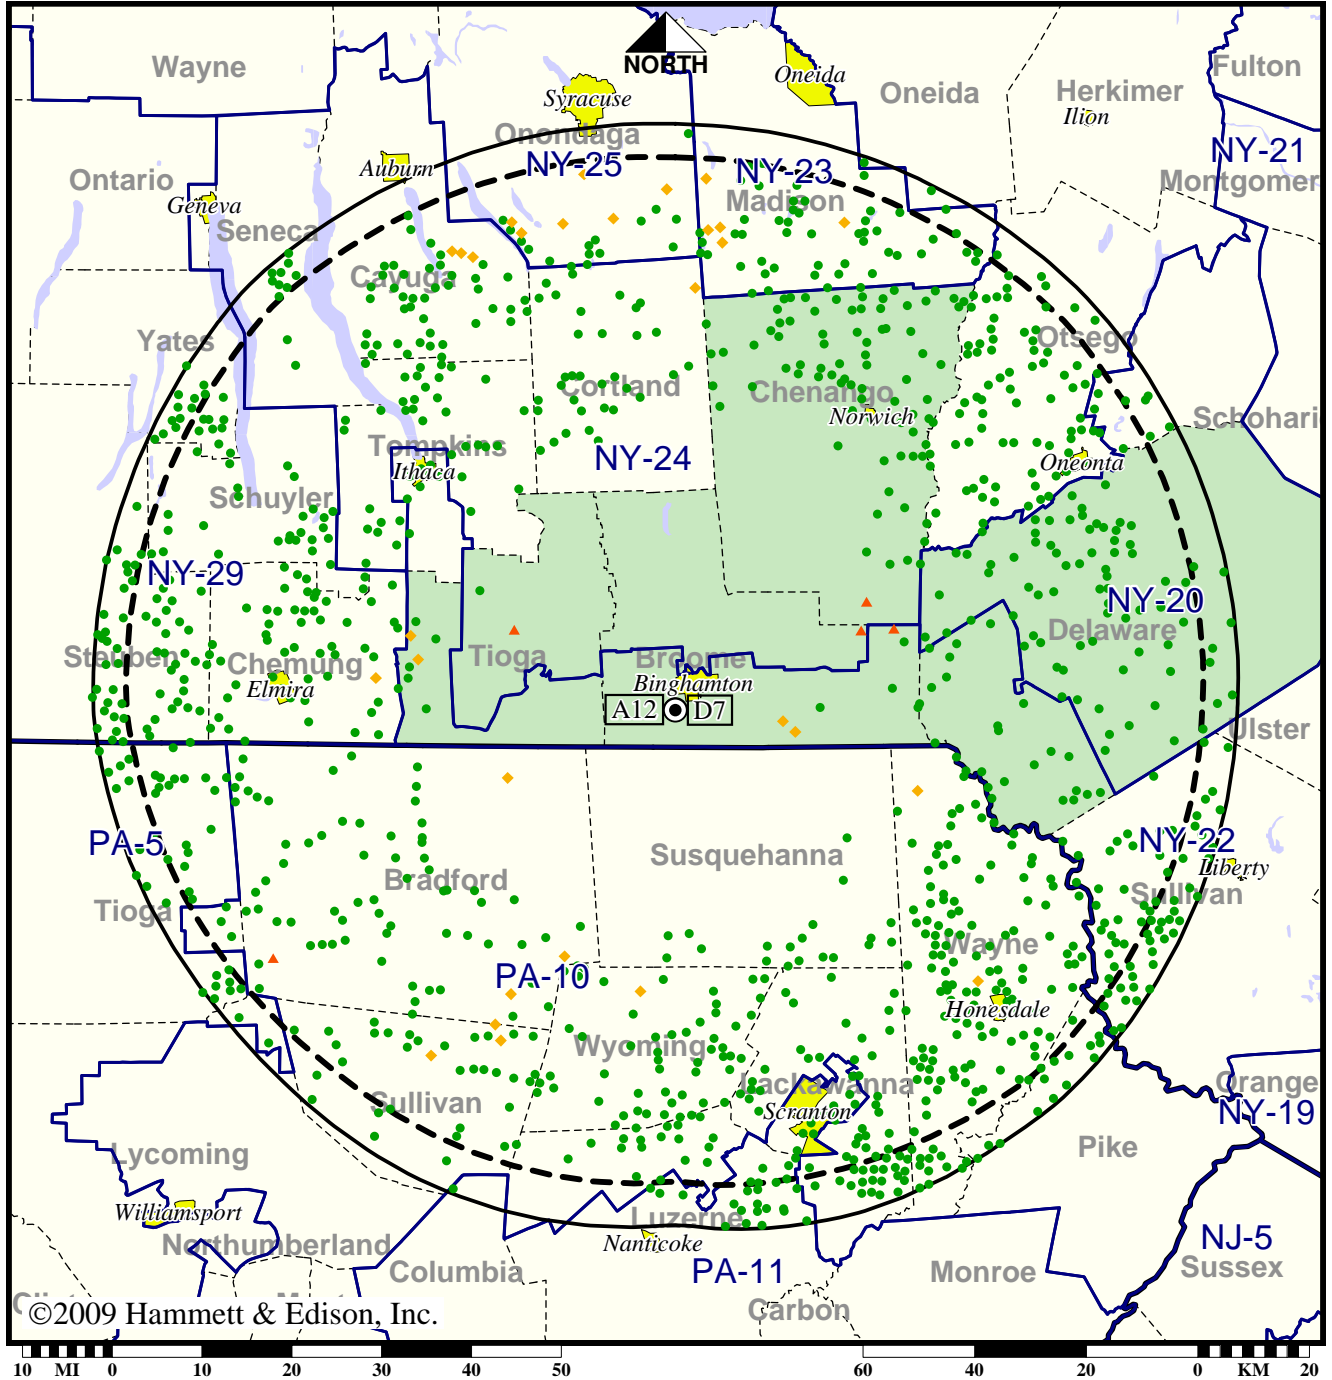 NORTH
Wayne
Oneida
Oneida
Herkimer
Ilion
Fulton
Syracuse
Onondaga
NY-25
NY-23
NY-21
Auburn
Madison
Montgomer
Ontario
Geneva
Seneca
Cayuga
Yates
Otsego
Cortland
Chenango
Norwich
Schohari
Tompkins
Ithaca
NY-24
Oneonta
Schuyler
NY-29
NY-20
Steuben
Chemung
Elmira
Tioga
Broome
Binghamton
A12
D7
Delaware
Ulster
PA-5
Susquehanna
NY-22
Liberty
Bradford
Sullivan
Tioga
Wayne
PA-10
Honesdale
Wyoming
Lackawanna
Scranton
Orange
NY-19
Sullivan
Lycoming
Pike
Williamsport
Luzerne
Nanticoke
Northumberland
Columbia
PA-11
Monroe
NJ-5
Sussex
Carbon
©2009 Hammett & Edison, Inc.
10 MI 0 10 20 30 40 50 60 40 20 0 KM 20